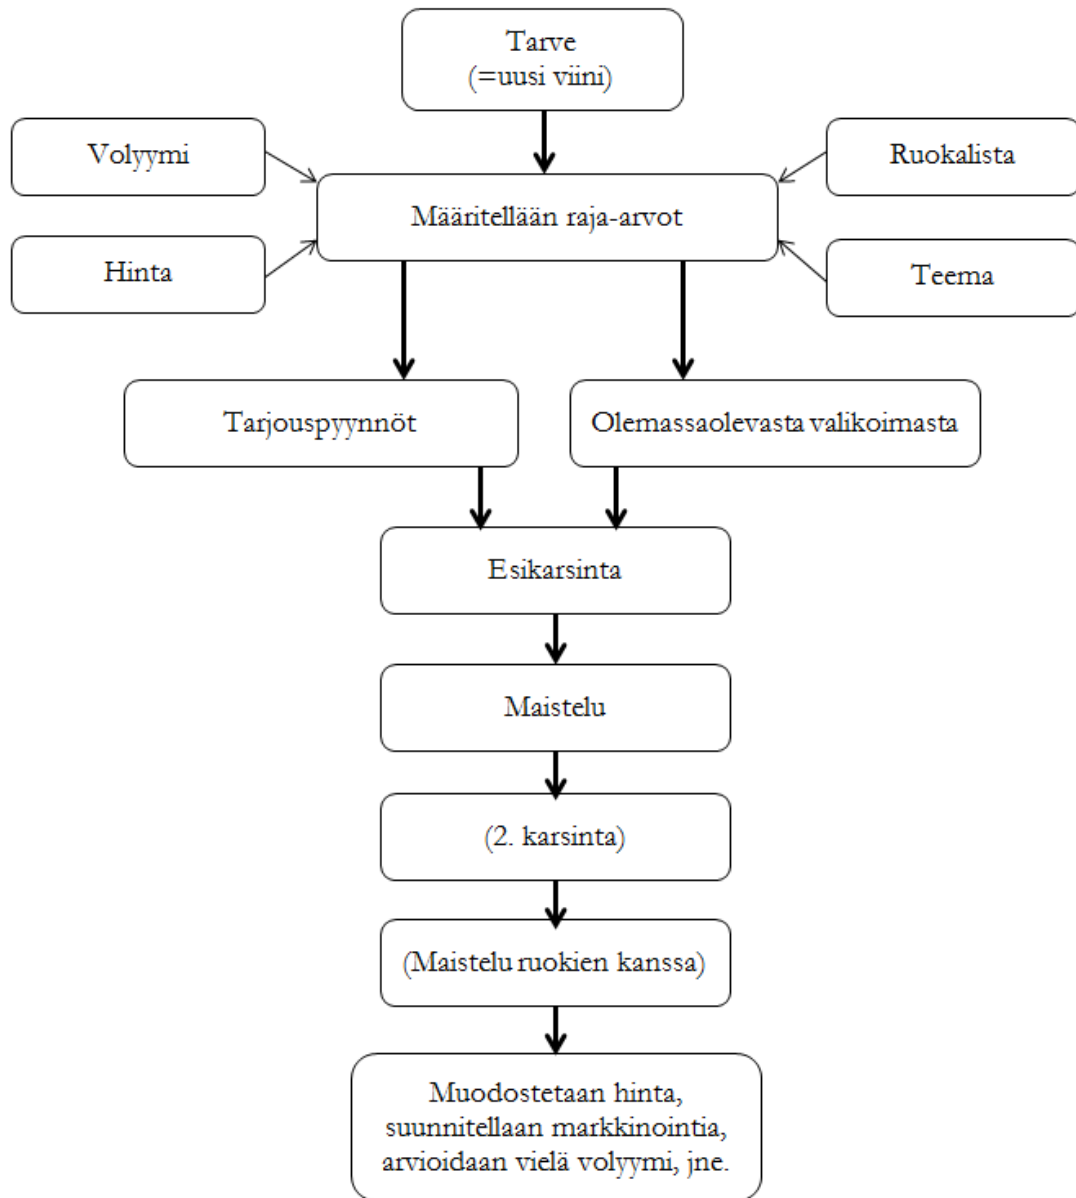 Tarve
(=uusi viini)
Volyymi
Ruokalista
Määritellään raja-arvot
Hinta
Teema
Tarjouspyynnöt
Olemassaolevasta valikoimasta
Esikarsinta
Maistelu
(2. karsinta)
(Maistelu ruokien kanssa)
Muodostetaan hinta,
suunnitellaan markkinointia,
arvioidaan vielä volyymi, jne.